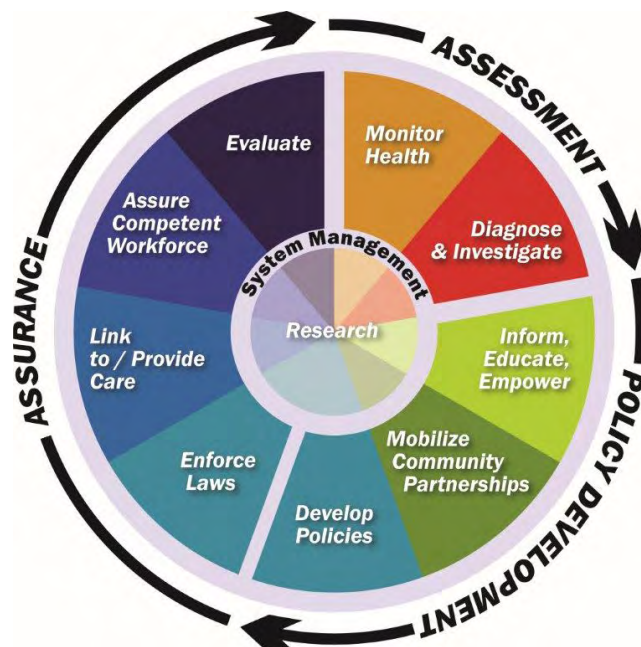 ASSESSMENT
Monitor
Health
Diagnose
& Investigate
POLICY DEVELOPMENT
Inform,
Educate,
Empower
Mobilize
Community
Partnerships
Develop
Policies
ASSURANCE
Enforce
Laws
Link
to / Provide
Care
Assure
Competent
Workforce
Evaluate
System Management
Research